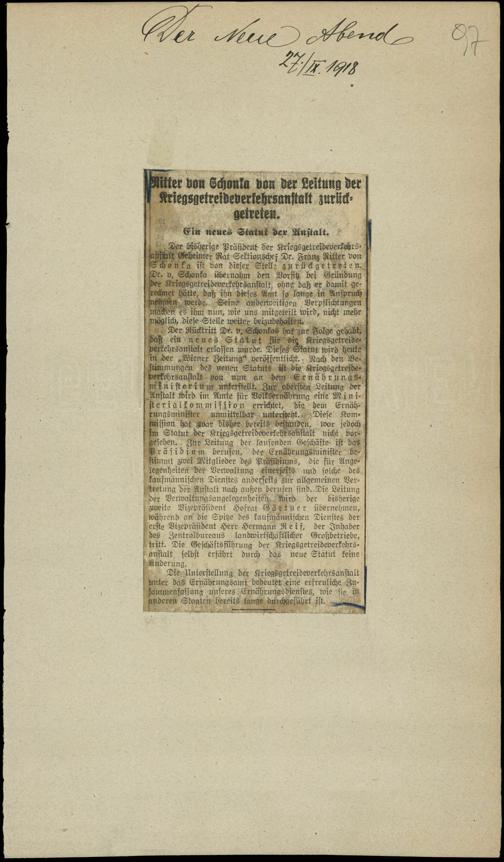 Der Neue Abend
97
27./IX. 1918
Ritter von Schonka von der Leitung der
Kriegsgetreideverkehrsanstalt zurück-
getreten.
Ein neues Statut der Anstalt.
Der bisherige Präsident der Kriegsgetreideverkehrs-
anstalt Geheimer Rat Sektionschef Dr. Franz Ritter von
Schonka ist von dieser Stelle zurückgetreten.
Dr. v. Schonka übernahm den Vorsitz bei Gründung
der Kriegsgetreideverkehrsanstalt, ohne daß er damit ge-
rechnet hätte, daß ihn dieses Amt so lange in Anspruch
nehmen werde. Seine anderweitigen Verpflichtungen
machen es ihm nun, wie uns mitgeteilt wird, nicht mehr
möglich, diese Stelle weiter beizubehalten.
Der Rücktritt Dr. v. Schonkas hat zur Folge gehabt,
daß ein neues Statut für die Kriegsgetreide-
verkehrsanstalt erlassen wurde. Dieses Statut wird heute
in der „Wiener Zeitung“ veröffentlicht. Nach den Be-
stimmungen des neuen Statuts ist die Kriegsgetreide-
verkehrsanstalt von nun an dem Ernährungs-
ministerium unterstellt. Zur obersten Leitung der
Anstalt wird im Amte für Volksernährung eine Mini-
sterialkommission errichtet, die dem Ernäh-
rungsminister unmittelbar untersteht. Diese Kom-
mission hat zwar bisher bereits bestanden, war jedoch
im Statut der Kriegsgetreideverkehrsanstalt nicht vor-
gesehen. Zur Leitung der laufenden Geschäfte ist das
Präsidium berufen, der Ernährungsminister be-
stimmt zwei Mitglieder des Präsidiums, die für Ange-
legenheiten der Verwaltung einerseits und solche des
kaufmännischen Dienstes anderseits zur allgemeinen Ver-
tretung der Anstalt nach außen berufen sind. Die Leitung
der Verwaltungsangelegenheiten wird der bisherige
zweite Vizepräsident Hofrat Gärtner übernehmen,
während an die Spitze des kaufmännischen Dienstes der
erste Vizepräsident Herr Hermann Reif, der Inhaber
des Zentralbureaus landwirtschaftlicher Großbetriebe,
tritt. Die Geschäftsführung der Kriegsgetreideverkehrs-
anstalt selbst erfährt durch das neue Statut keine
Änderung.
Die Unterstellung der Kriegsgetreideverkehrsanstalt
unter das Ernährungsamt bedeutet eine erfreuliche Zu-
sammenfassung unseres Ernährungsdienstes, wie sie in
anderen Staaten bereits lange durchgeführt ist.